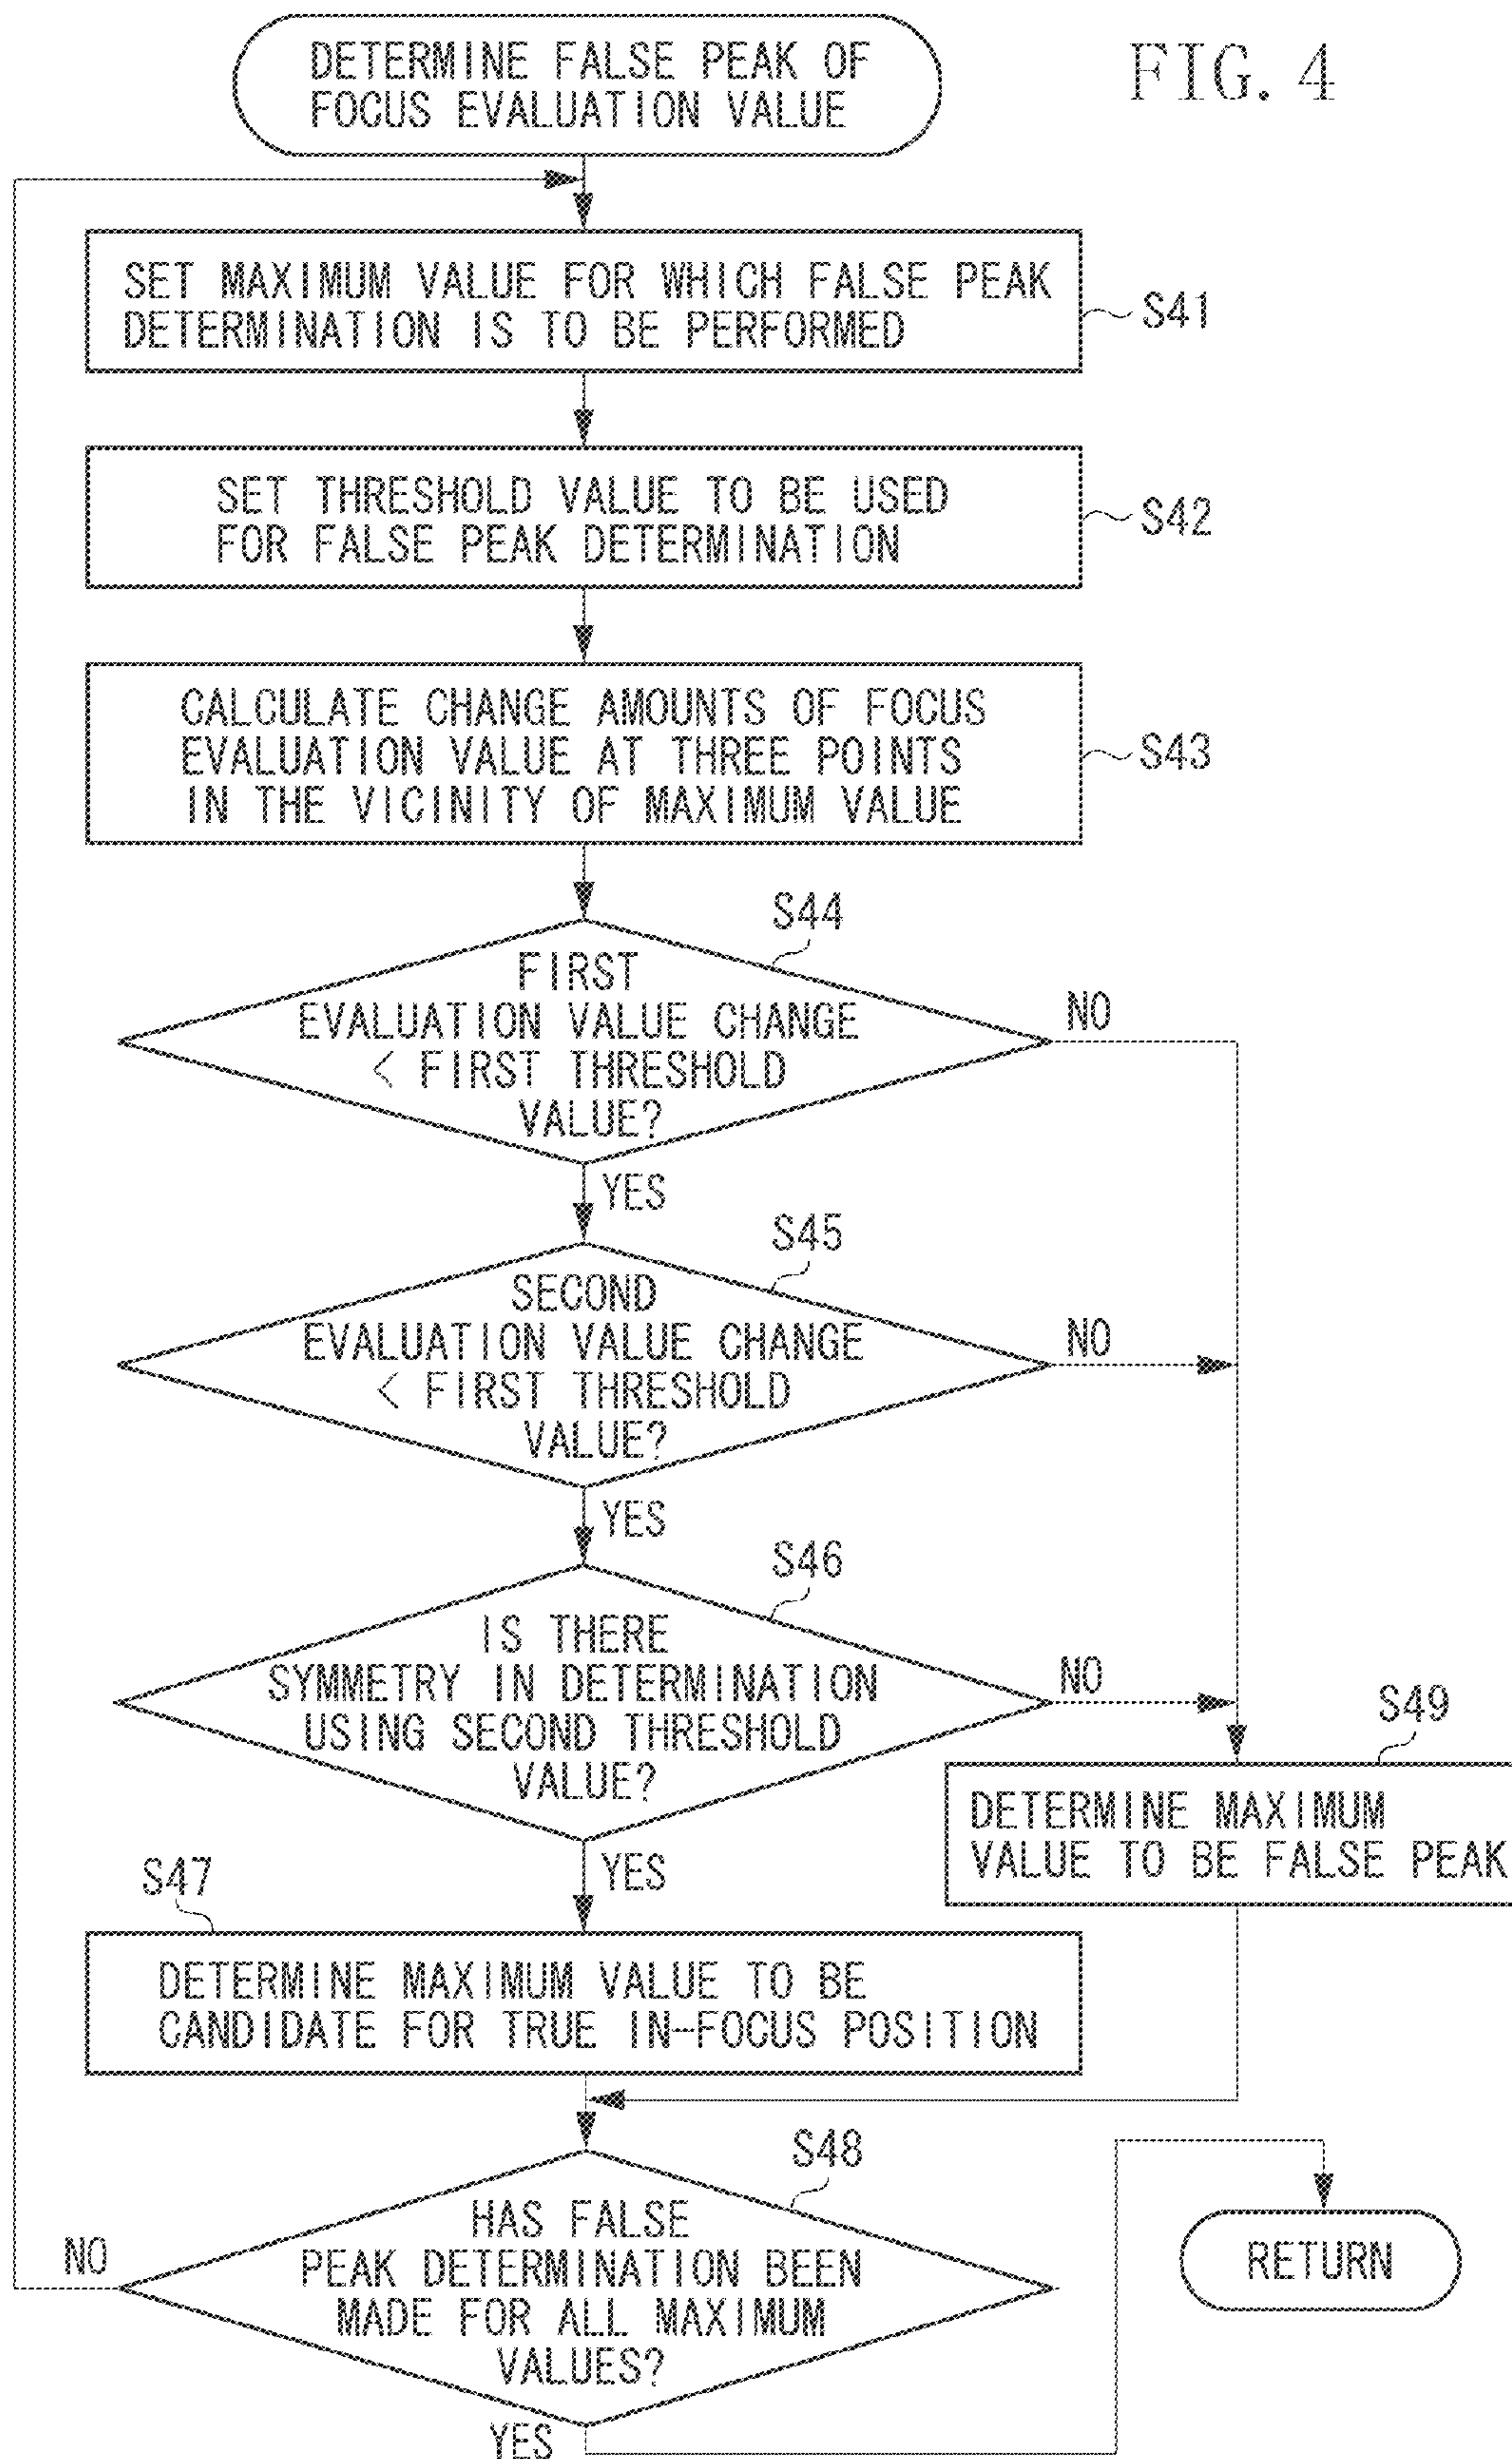 FIG. 4
DETERMINE FALSE PEAK OF
FOCUS EVALUATION VALUE
SET MAXIMUM VALUE FOR WHICH FALSE PEAK
DETERMINATION IS TO BE PERFORMED
S41
SET THRESHOLD VALUE TO BE USED
FOR FALSE PEAK DETERMINATION
S42
CALCULATE CHANGE AMOUNTS OF FOCUS
EVALUATION VALUE AT THREE POINTS
IN THE VICINITY OF MAXIMUM VALUE
S43
S44
FIRST
EVALUATION VALUE CHANGE
< FIRST THRESHOLD
VALUE?
NO
YES
S45
SECOND
EVALUATION VALUE CHANGE
< FIRST THRESHOLD
VALUE?
NO
YES
S46
IS THERE
SYMMETRY IN DETERMINATION
USING SECOND THRESHOLD
VALUE?
NO
YES
S49
DETERMINE MAXIMUM
VALUE TO BE FALSE PEAK
S47
DETERMINE MAXIMUM VALUE TO BE
CANDIDATE FOR TRUE IN-FOCUS POSITION
S48
HAS FALSE
PEAK DETERMINATION BEEN
MADE FOR ALL MAXIMUM
VALUES?
NO
YES
RETURN